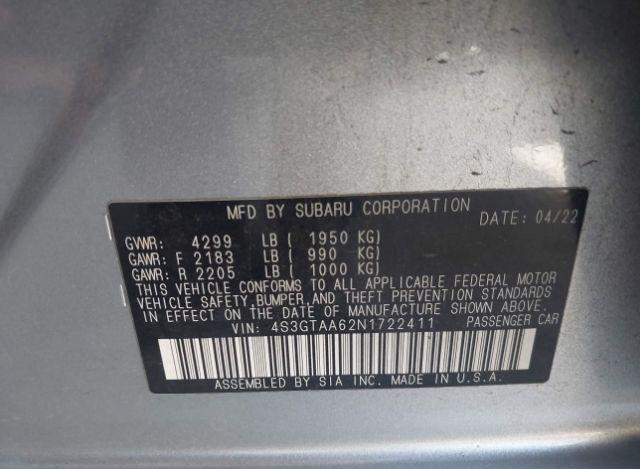 MFD BY SUBARU CORPORATION DATE: 04/22
GVWR: 4299 LB ( 1950 KG)
GAWR: F 2183 LB ( 990 KG)
GAWR: R 2205 LB ( 1000 KG)
THIS VEHICLE CONFORMS TO ALL APPLICABLE FEDERAL MOTOR
VEHICLE SAFETY,BUMPER,AND THEFT PREVENTION STANDARDS
IN EFFECT ON THE DATE OF MANUFACTURE SHOWN ABOVE.
VIN: 4S3GTAA62N1722411 PASSENGER CAR
ASSEMBLED BY SIA INC. MADE IN U.S.A.